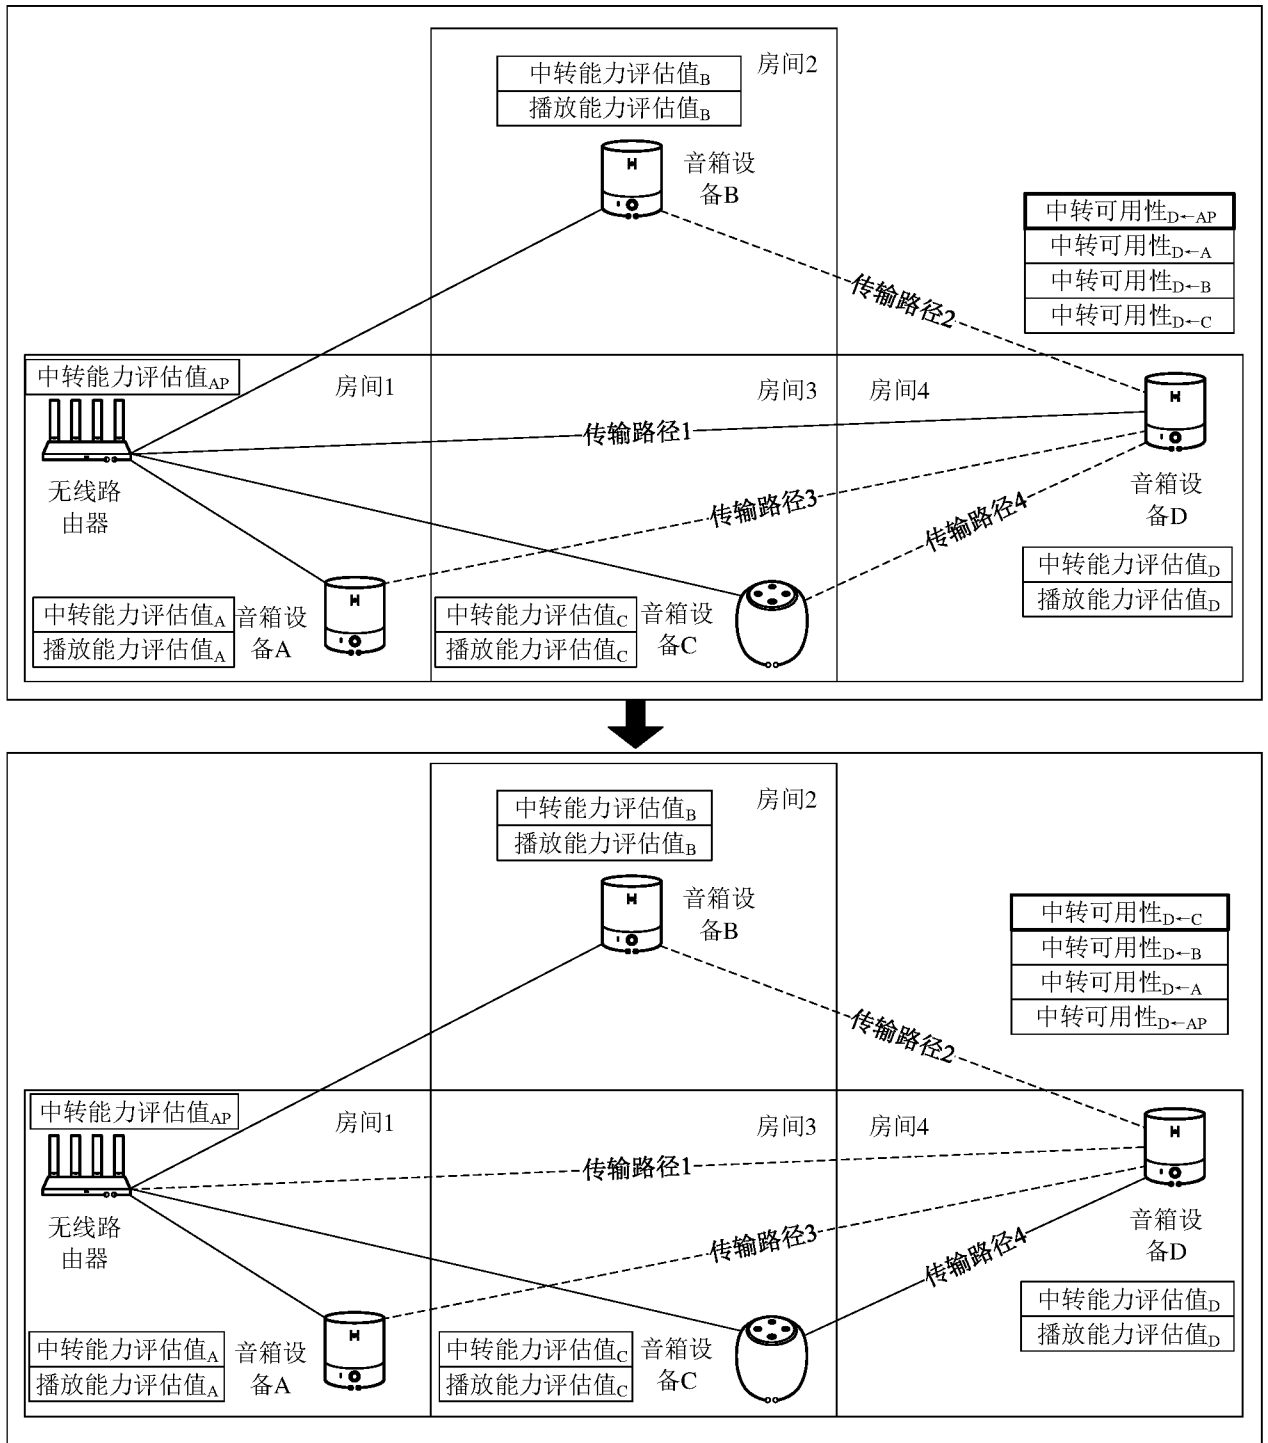 房间2
中转能力评估值B
播放能力评估值B
音箱设
备B
中转可用性D←AP
中转可用性D←A
中转可用性D←B
中转可用性D←C
传输路径2
中转能力评估值AP
房间1
房间3
房间4
传输路径1
无线路
由器
传输路径3
传输路径4
音箱设
备D
中转能力评估值D
播放能力评估值D
中转能力评估值A
播放能力评估值A
音箱设
备A
中转能力评估值C
播放能力评估值C
音箱设
备C
房间2
中转能力评估值B
播放能力评估值B
音箱设
备B
中转可用性D←C
中转可用性D←B
中转可用性D←A
中转可用性D←AP
传输路径2
中转能力评估值AP
房间1
房间3
房间4
传输路径1
无线路
由器
传输路径3
传输路径4
音箱设
备D
中转能力评估值D
播放能力评估值D
中转能力评估值A
播放能力评估值A
音箱设
备A
中转能力评估值C
播放能力评估值C
音箱设
备C